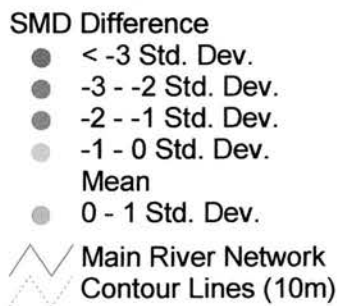 SMD Difference
< -3 Std. Dev.
-3 - -2 Std. Dev.
-2 - -1 Std. Dev.
-1 - 0 Std. Dev.
Mean
0 - 1 Std. Dev.
Main River Network
Contour Lines (10m)